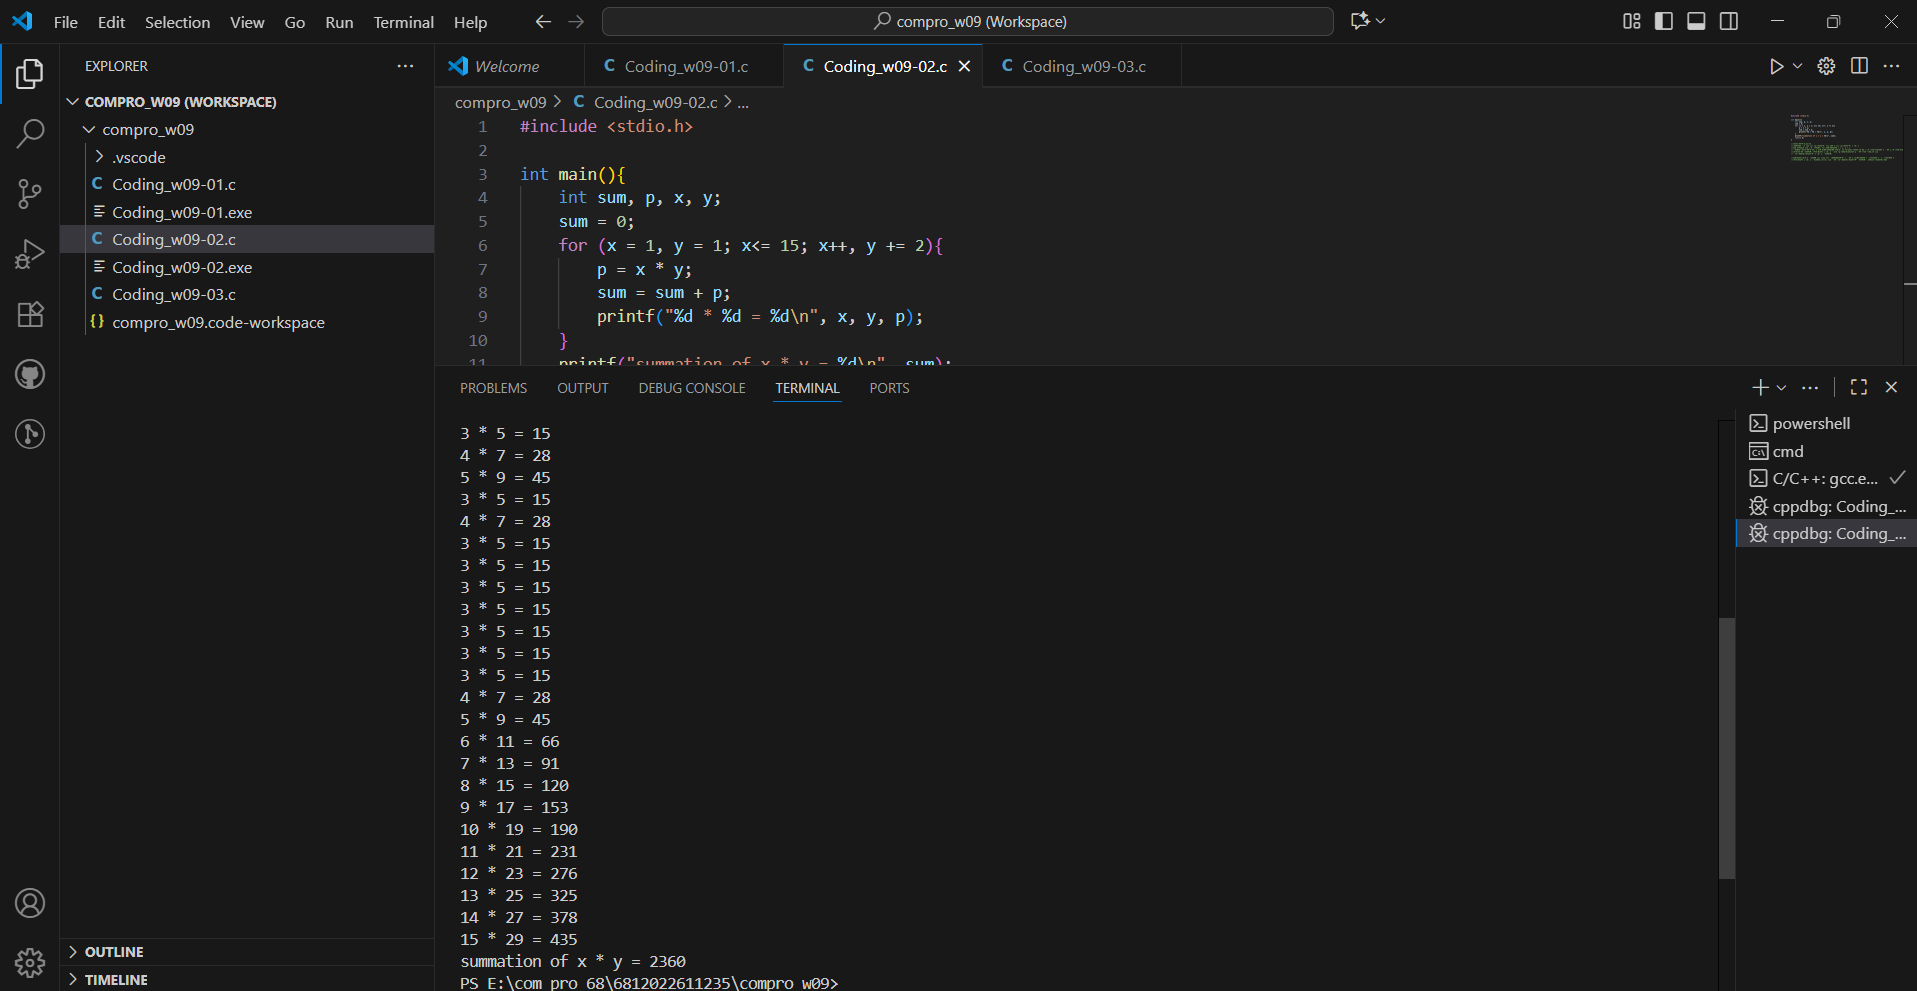 File Edit Selection View Go Run Terminal Help
compro_w09 (Workspace)
EXPLORER
COMPRO_W09 (WORKSPACE)
compro_w09
.vscode
Coding_w09-01.c
Coding_w09-01.exe
Coding_w09-02.c
Coding_w09-02.exe
Coding_w09-03.c
compro_w09.code-workspace
OUTLINE
TIMELINE
Welcome
Coding_w09-01.c
Coding_w09-02.c
Coding_w09-03.c
compro_w09 > C Coding_w09-02.c > ...
1 #include <stdio.h>
2
3 int main(){
4 int sum, p, x, y;
5 sum = 0;
6 for (x = 1, y = 1; x<= 15; x++, y += 2){
7 p = x * y;
8 sum = sum + p;
9 printf("%d * %d = %d\n", x, y, p);
10 }
11 printf("summation of x * y = %d\n", sum);
PROBLEMS OUTPUT DEBUG CONSOLE TERMINAL PORTS
3 * 5 = 15
4 * 7 = 28
5 * 9 = 45
3 * 5 = 15
4 * 7 = 28
3 * 5 = 15
3 * 5 = 15
3 * 5 = 15
3 * 5 = 15
3 * 5 = 15
3 * 5 = 15
3 * 5 = 15
4 * 7 = 28
5 * 9 = 45
6 * 11 = 66
7 * 13 = 91
8 * 15 = 120
9 * 17 = 153
10 * 19 = 190
11 * 21 = 231
12 * 23 = 276
13 * 25 = 325
14 * 27 = 378
15 * 29 = 435
summation of x * y = 2360
PS E:\com pro 68\6812022611235\compro_w09>
powershell
cmd
C/C++: gcc.e...
cppdbg: Coding_...
cppdbg: Coding_...